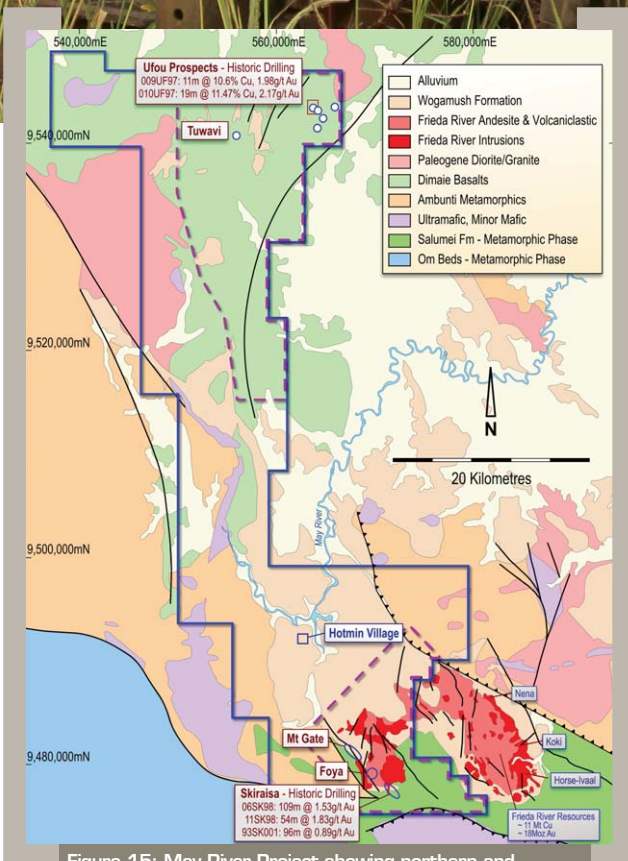 540,000mE
560,000mE
580,000mE
Ufou Prospects - Historic Drilling
009UF97: 11m @ 10.6% Cu, 1.98g/t Au
010UF97: 19m @ 11.47% Cu, 2.17g/t Au
Tuwavi
9,540,000mN
Alluvium
Wogamush Formation
Frieda River Andesite & Volcaniclastic
Frieda River Intrusions
Paleogene Diorite/Granite
Dimaie Basalts
Ambunti Metamorphics
Ultramafic, Minor Mafic
Salumei Fm - Metamorphic Phase
Om Beds - Metamorphic Phase
9,520,000mN
N
20 Kilometres
May River
9,500,000mN
Hotmin Village
Nena
Mt Gate
Koki
9,480,000mN
Foya
Horse-Ivaal
Skiraisa - Historic Drilling
06SK98: 109m @ 1.53g/t Au
11SK98: 54m @ 1.83g/t Au
93SK001: 96m @ 0.89g/t Au
Frieda River Resources
~ 11 Mt Cu
~ 18Moz Au
Figure 15: May River Project showing northern and